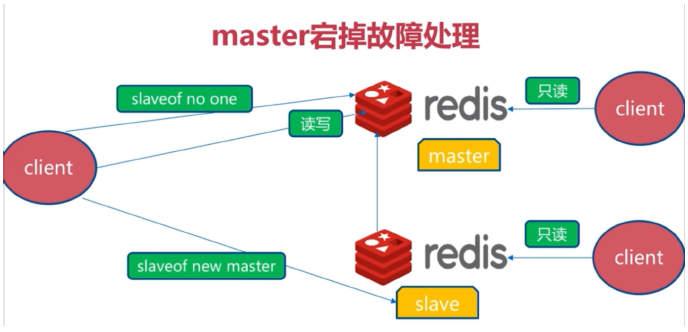 master宕掉故障处理
slaveof no one
redis
只读
client
读写
master
client
redis
只读
client
slaveof new master
slave